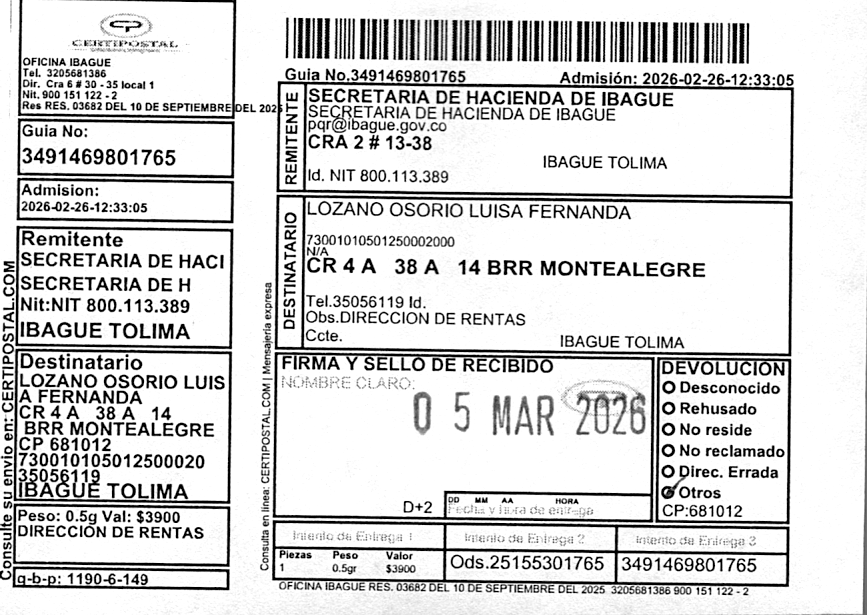 CERTIPOSTAL
OFICINA IBAGUE
Tel. 3205681386
Dir. Cra 6 # 30 - 35 local 1
Nit. 900 151 122 - 2
Res RES. 03682 DEL 10 DE SEPTIEMBRE DEL 2025
Guia No:
3491469801765
Admision:
2026-02-26-12:33:05
Remitente
SECRETARIA DE HACI
SECRETARIA DE H
Nit:NIT 800.113.389
IBAGUE TOLIMA
Destinatario
LOZANO OSORIO LUIS
A FERNANDA
CR 4 A 38 A 14
BRR MONTEALEGRE
CP 681012
730010105012500020
35056119
IBAGUE TOLIMA
Peso: 0.5g Val: $3900
DIRECCION DE RENTAS
g-b-p: 1190-6-149
Consulte su envio en: CERTIPOSTAL.COM
Guia No.3491469801765 Admisión: 2026-02-26-12:33:05
REMITENTE
SECRETARIA DE HACIENDA DE IBAGUE
SECRETARIA DE HACIENDA DE IBAGUE
pqr@ibague.gov.co
CRA 2 # 13-38
IBAGUE TOLIMA
Id. NIT 800.113.389
DESTINATARIO
LOZANO OSORIO LUISA FERNANDA
73001010501250002000
N/A
CR 4 A 38 A 14 BRR MONTEALEGRE
Tel.35056119 Id.
Obs.DIRECCION DE RENTAS
Ccte. IBAGUE TOLIMA
Consulta en línea: CERTIPOSTAL.COM | Mensajería expresa
FIRMA Y SELLO DE RECIBIDO
NOMBRE CLARO:
05 MAR 2026
D+2
DD MM AA HORA
Fecha y Hora de entrega
DEVOLUCION
Desconocido
Rehusado
No reside
No reclamado
Direc. Errada
Otros
CP:681012
Intento de Entrega 1 Intento de Entrega 2 Intento de Entrega 3
Piezas Peso Valor
1 0.5gr $3900
Ods.25155301765 3491469801765
OFICINA IBAGUE RES. 03682 DEL 10 DE SEPTIEMBRE DEL 2025 3205681386 900 151 122 - 2